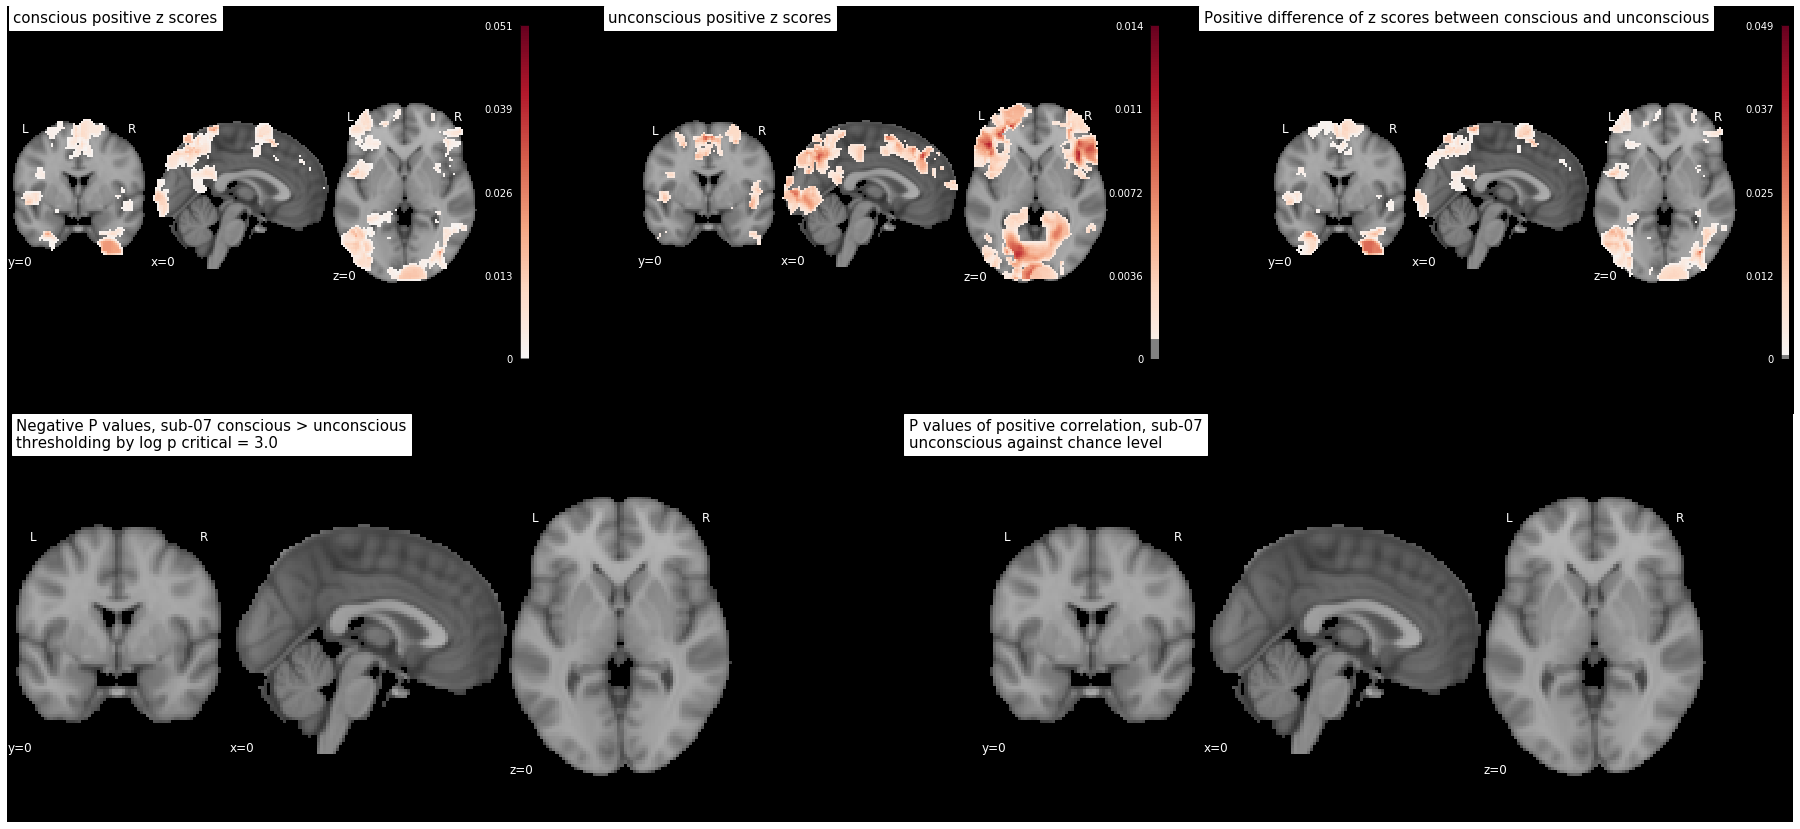 conscious positive z scores
unconscious positive z scores
Positive difference of z scores between conscious and unconscious
0.051
0.039
0.026
0.013
0
L
R
L
R
y=0
x=0
z=0
0.014
0.011
0.0072
0.0036
0
L
R
L
R
y=0
x=0
z=0
0.049
0.037
0.025
0.012
0
L
R
L
R
y=0
x=0
z=0
Negative P values, sub-07 conscious > unconscious
thresholding by log p critical = 3.0
L
R
L
R
y=0
x=0
z=0
P values of positive correlation, sub-07
unconscious against chance level
L
R
L
R
y=0
x=0
z=0